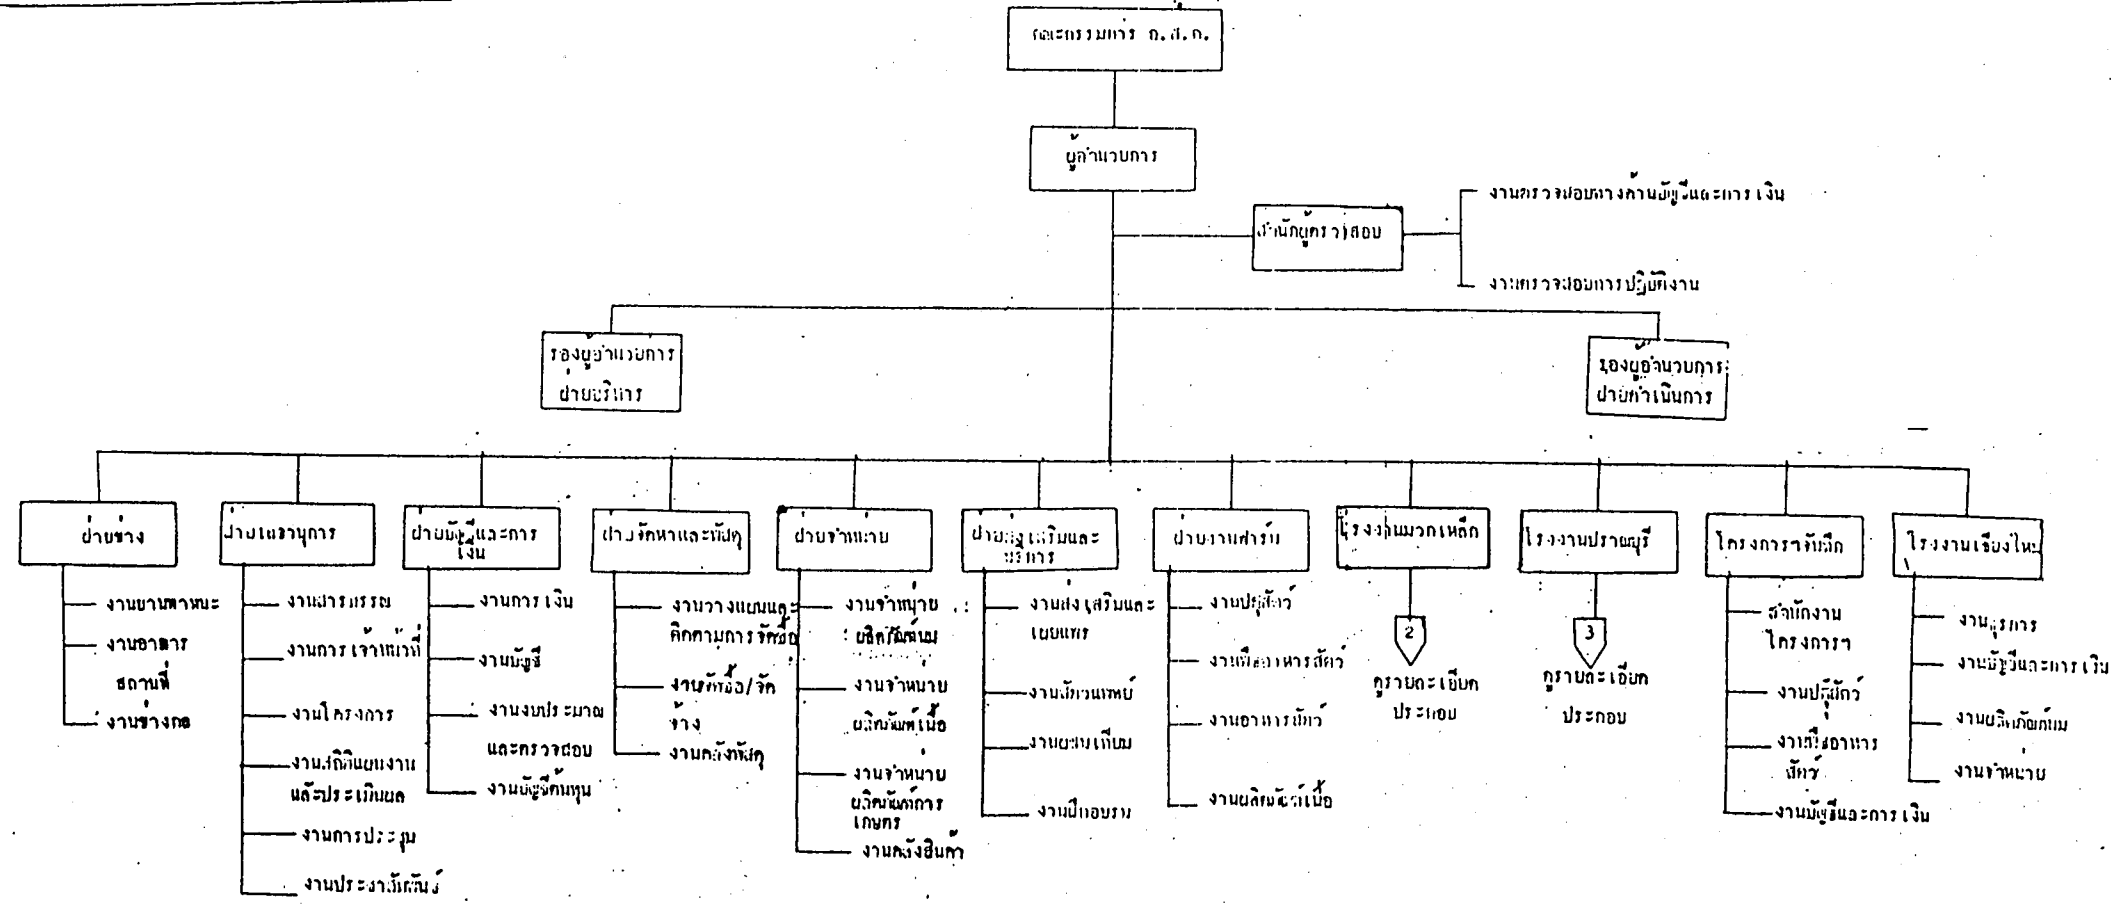 คณะกรรมการ อ.ส.ค.
ผู้อำนวยการ
สำนักผู้ตรวจสอบ
งานตรวจสอบทางด้านบัญชีและการเงิน
งานตรวจสอบการปฏิบัติงาน
รองผู้อำนวยการ
ฝ่ายบริหาร
รองผู้อำนวยการ
ฝ่ายดำเนินการ
ฝ่ายช่าง
งานยานพาหนะ
งานอาคาร
สถานที่
งานช่างกล
ฝ่ายเลขานุการ
งานสารบรรณ
งานการเจ้าหน้าที่
งานโครงการ
งานสถิติแผนงาน
และประเมินผล
งานการประชุม
งานประชาสัมพันธ์
ฝ่ายบัญชีและการ
เงิน
งานการเงิน
งานบัญชี
งานงบประมาณ
และตรวจสอบ
งานบัญชีต้นทุน
ฝ่ายจัดหาและพัสดุ
งานวางแผนและ
ติดตามการจัดซื้อ
งานจัดซื้อ/จัด
จ้าง
งานคลังพัสดุ
ฝ่ายจำหน่าย
งานจำหน่าย
ผลิตภัณฑ์นม
งานจำหน่าย
ผลิตภัณฑ์เนื้อ
งานจำหน่าย
ผลิตภัณฑ์การ
เกษตร
งานคลังสินค้า
ฝ่ายส่งเสริมและ
บริการ
งานส่งเสริมและ
เผยแพร่
งานสัตวแพทย์
งานผสมเทียม
งานฝึกอบรม
ฝ่ายงานฟาร์ม
งานปศุสัตว์
งานพืชอาหารสัตว์
งานอาหารสัตว์
งานผลิตภัณฑ์เนื้อ
โรงงานมวกเหล็ก
2
ดูรายละเอียด
ประกอบ
โรงงานปราณบุรี
3
ดูรายละเอียด
ประกอบ
โครงการฯซับสนุ่น
สำนักงาน
โครงการฯ
งานปศุสัตว์
งานพืชอาหาร
สัตว์
งานบัญชีและการเงิน
โรงงานเชียงใหม่
งานธุรการ
งานบัญชีและการเงิน
งานผลิตภัณฑ์นม
งานจำหน่าย